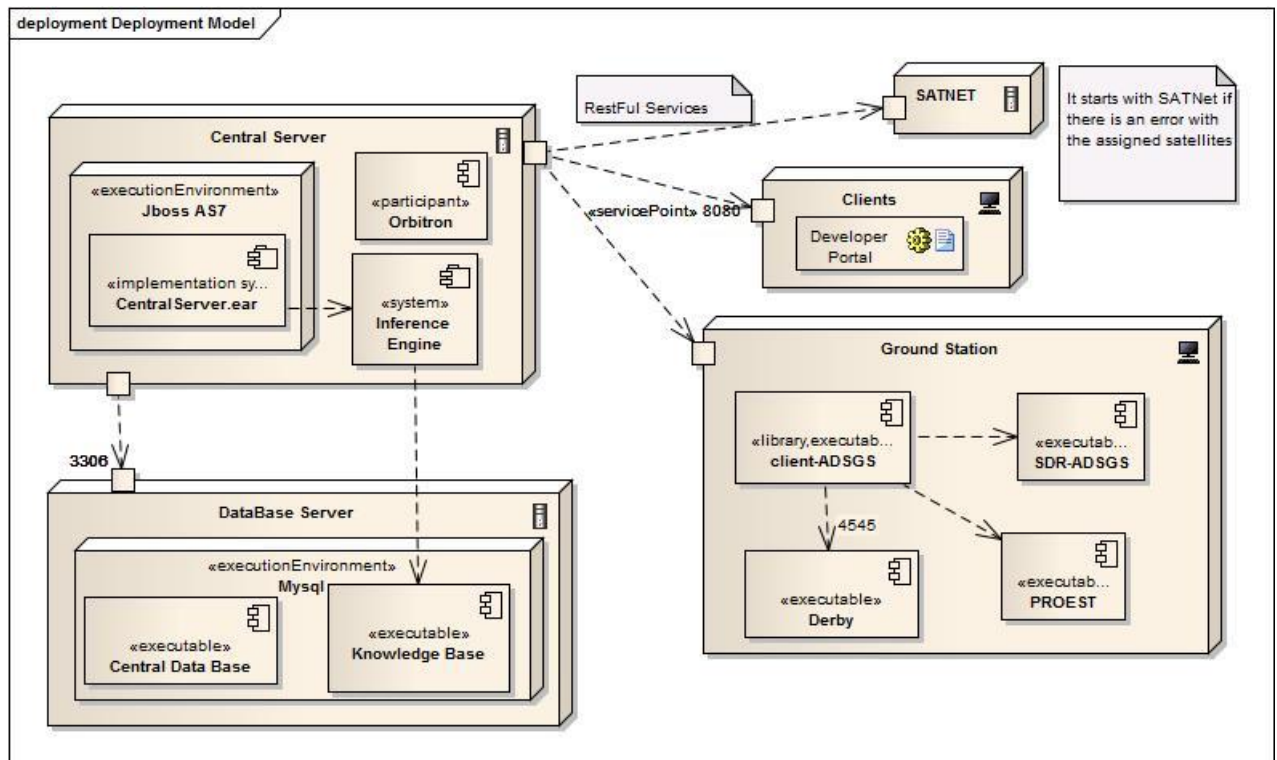 deployment Deployment Model
RestFul Services
SATNET
It starts with SATNet if
there is an error with
the assigned satellites
Central Server
«executionEnvironment»
Jboss AS7
«implementation sy...
CentralServer.ear
«participant»
Orbitron
«system»
Inference
Engine
«servicePoint» 8080
Clients
Developer
Portal
Ground Station
«library,executab...
client-ADSGS
«executab...
SDR-ADSGS
4545
«executable»
Derby
«executab...
PROEST
3306
DataBase Server
«executionEnvironment»
Mysql
«executable»
Central Data Base
«executable»
Knowledge Base